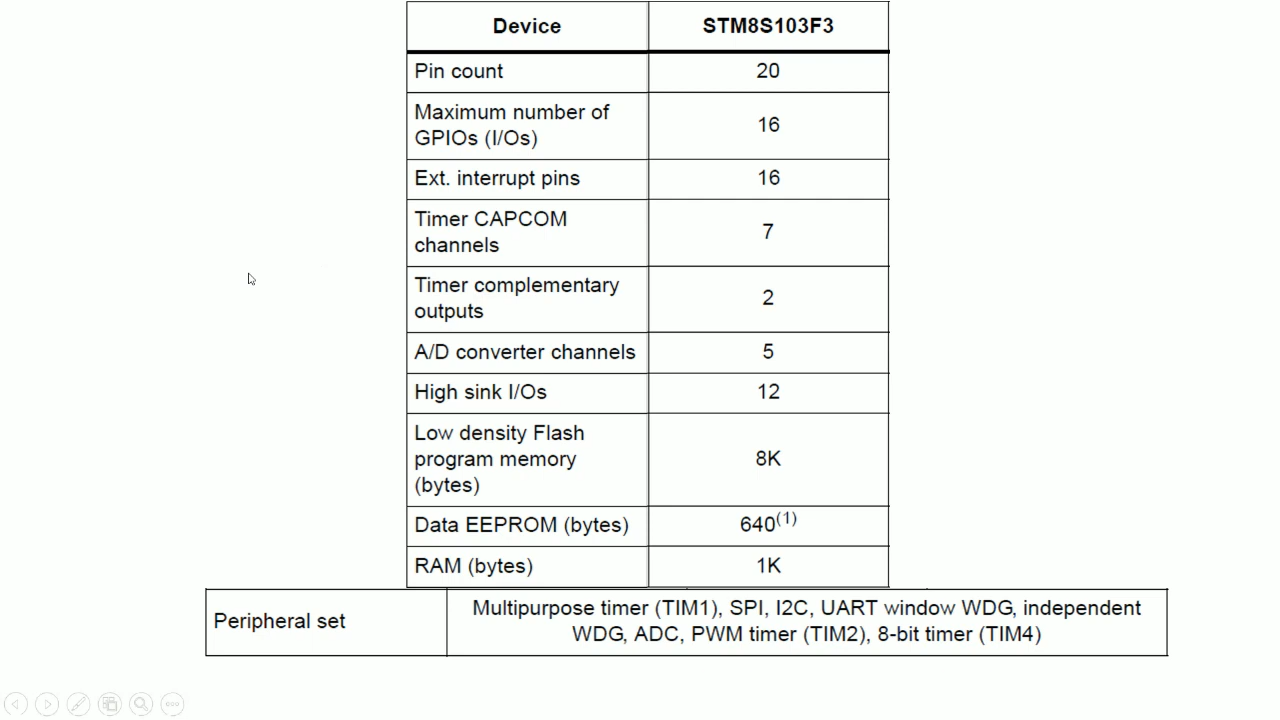 Device STM8S103F3
Pin count 20
Maximum number of
GPIOs (I/Os) 16
Ext. interrupt pins 16
Timer CAPCOM
channels 7
Timer complementary
outputs 2
A/D converter channels 5
High sink I/Os 12
Low density Flash
program memory 8K
(bytes)
Data EEPROM (bytes) 640(1)
RAM (bytes) 1K
Peripheral set Multipurpose timer (TIM1), SPI, I2C, UART window WDG, independent
WDG, ADC, PWM timer (TIM2), 8-bit timer (TIM4)